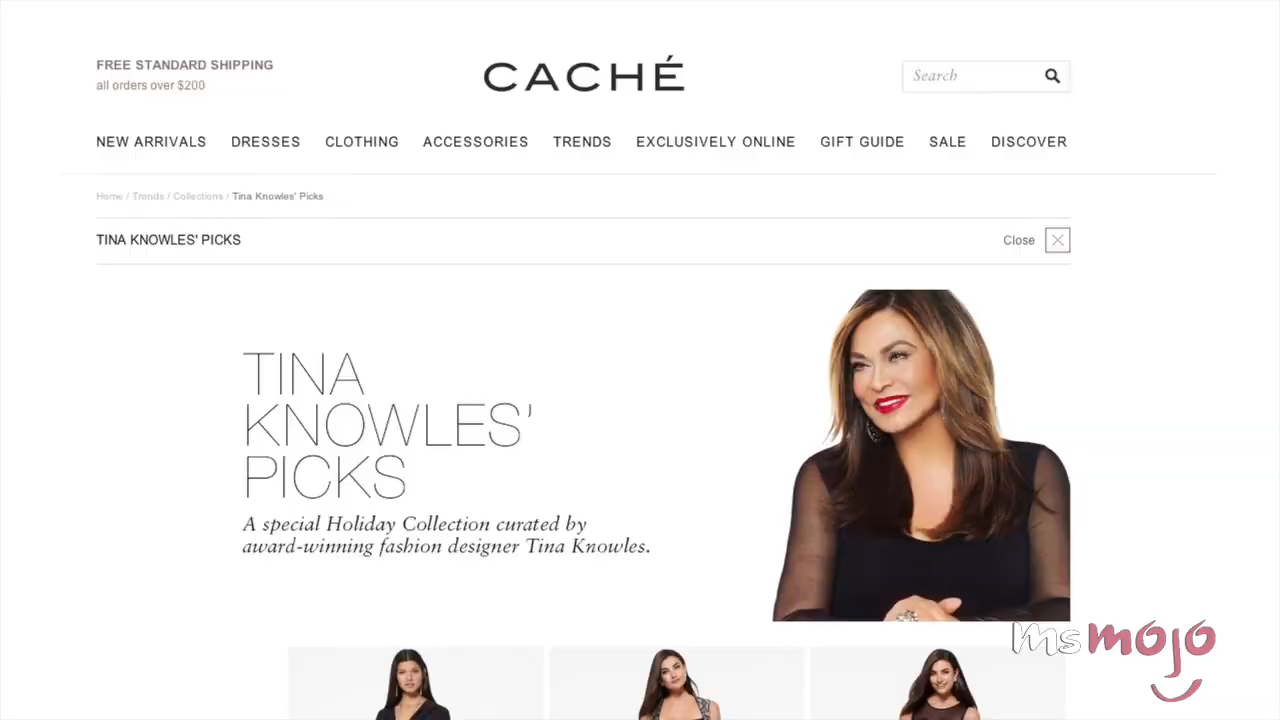 FREE STANDARD SHIPPING
all orders over $200
CACHÉ
Search
NEW ARRIVALS DRESSES CLOTHING ACCESSORIES TRENDS EXCLUSIVELY ONLINE GIFT GUIDE SALE DISCOVER
Home / Trends / Collections / Tina Knowles' Picks
TINA KNOWLES' PICKS
Close
TINA
KNOWLES'
PICKS
A special Holiday Collection curated by
award-winning fashion designer Tina Knowles.
msmojo